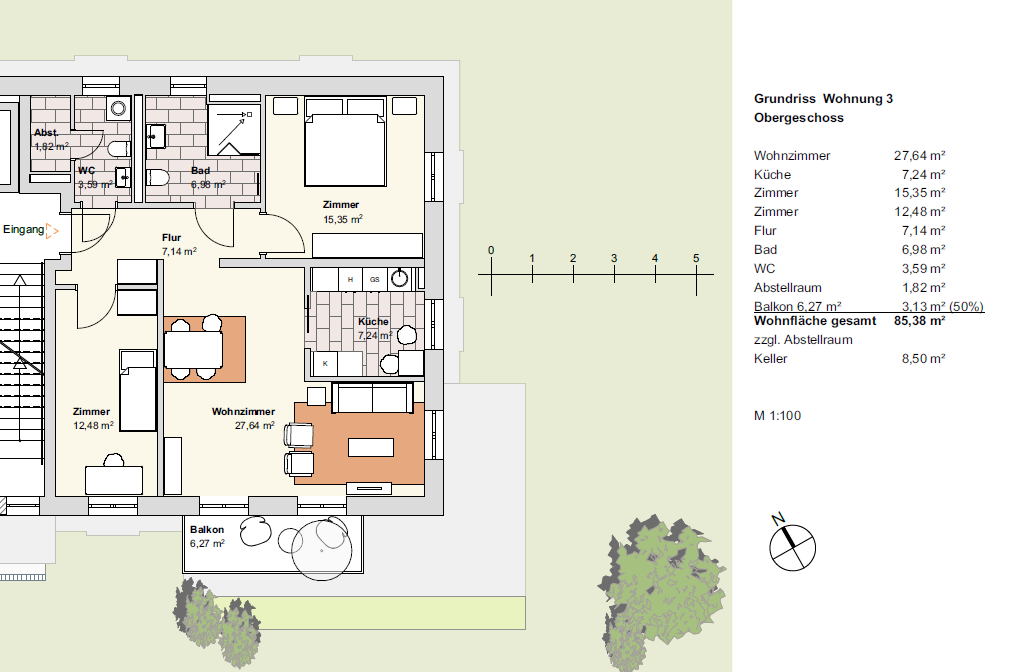 Abst.
1,82 m²
WC
3,59 m²
Bad
6,98 m²
Zimmer
15,35 m²
Eingang
Flur
7,14 m²
H GS
Küche
7,24 m²
K
Zimmer
12,48 m²
Wohnzimmer
27,64 m²
Balkon
6,27 m²
0 1 2 3 4 5
Grundriss Wohnung 3
Obergeschoss
Wohnzimmer 27,64 m²
Küche 7,24 m²
Zimmer 15,35 m²
Zimmer 12,48 m²
Flur 7,14 m²
Bad 6,98 m²
WC 3,59 m²
Abstellraum 1,82 m²
Balkon 6,27 m² 3,13 m² (50%)
Wohnfläche gesamt 85,38 m²
zzgl. Abstellraum
Keller 8,50 m²
M 1:100
N